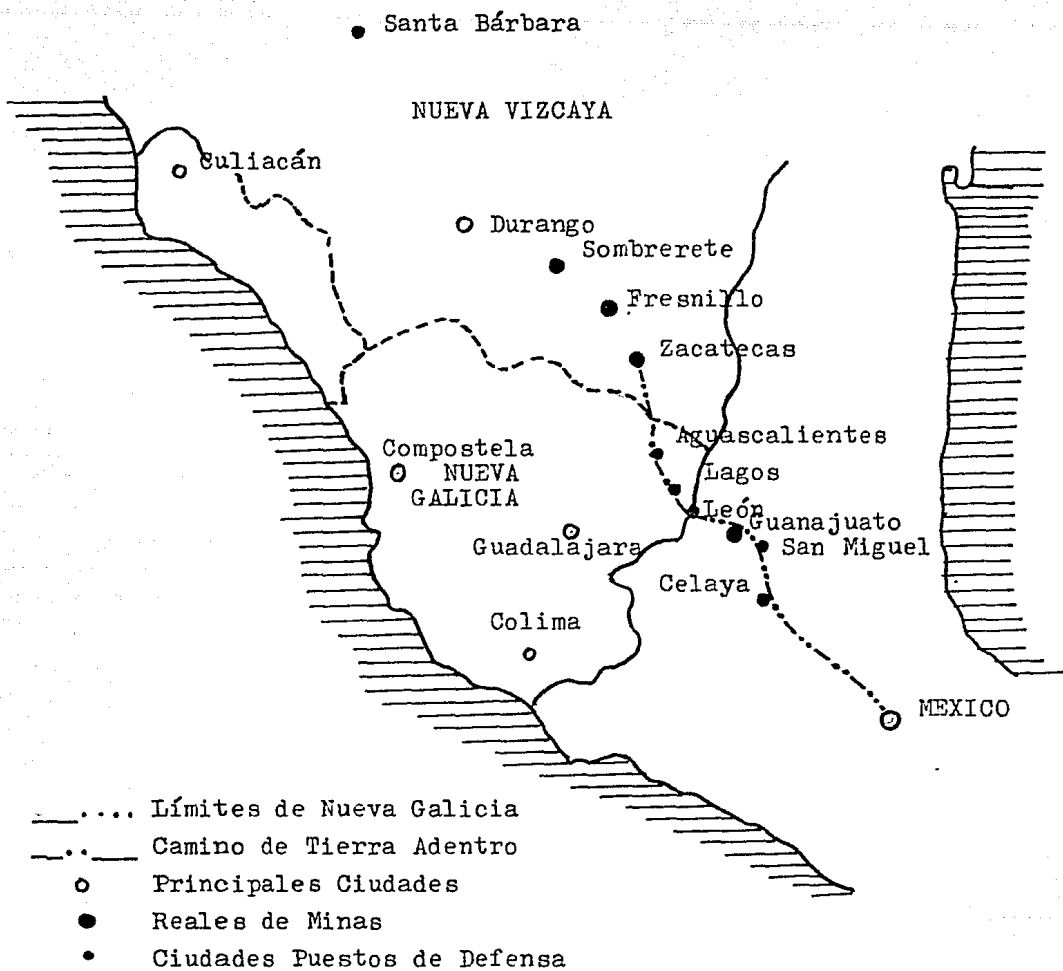 Santa Bárbara
NUEVA VIZCAYA
Culiacán
Durango
Sombrerete
Fresnillo
Zacatecas
Aguascalientes
Compostela
NUEVA
GALICIA
Lagos
León
Guanajuato
Guadalajara
San Miguel
Celaya
Colima
MEXICO
Límites de Nueva Galicia
Camino de Tierra Adentro
Principales Ciudades
Reales de Minas
Ciudades Puestos de Defensa